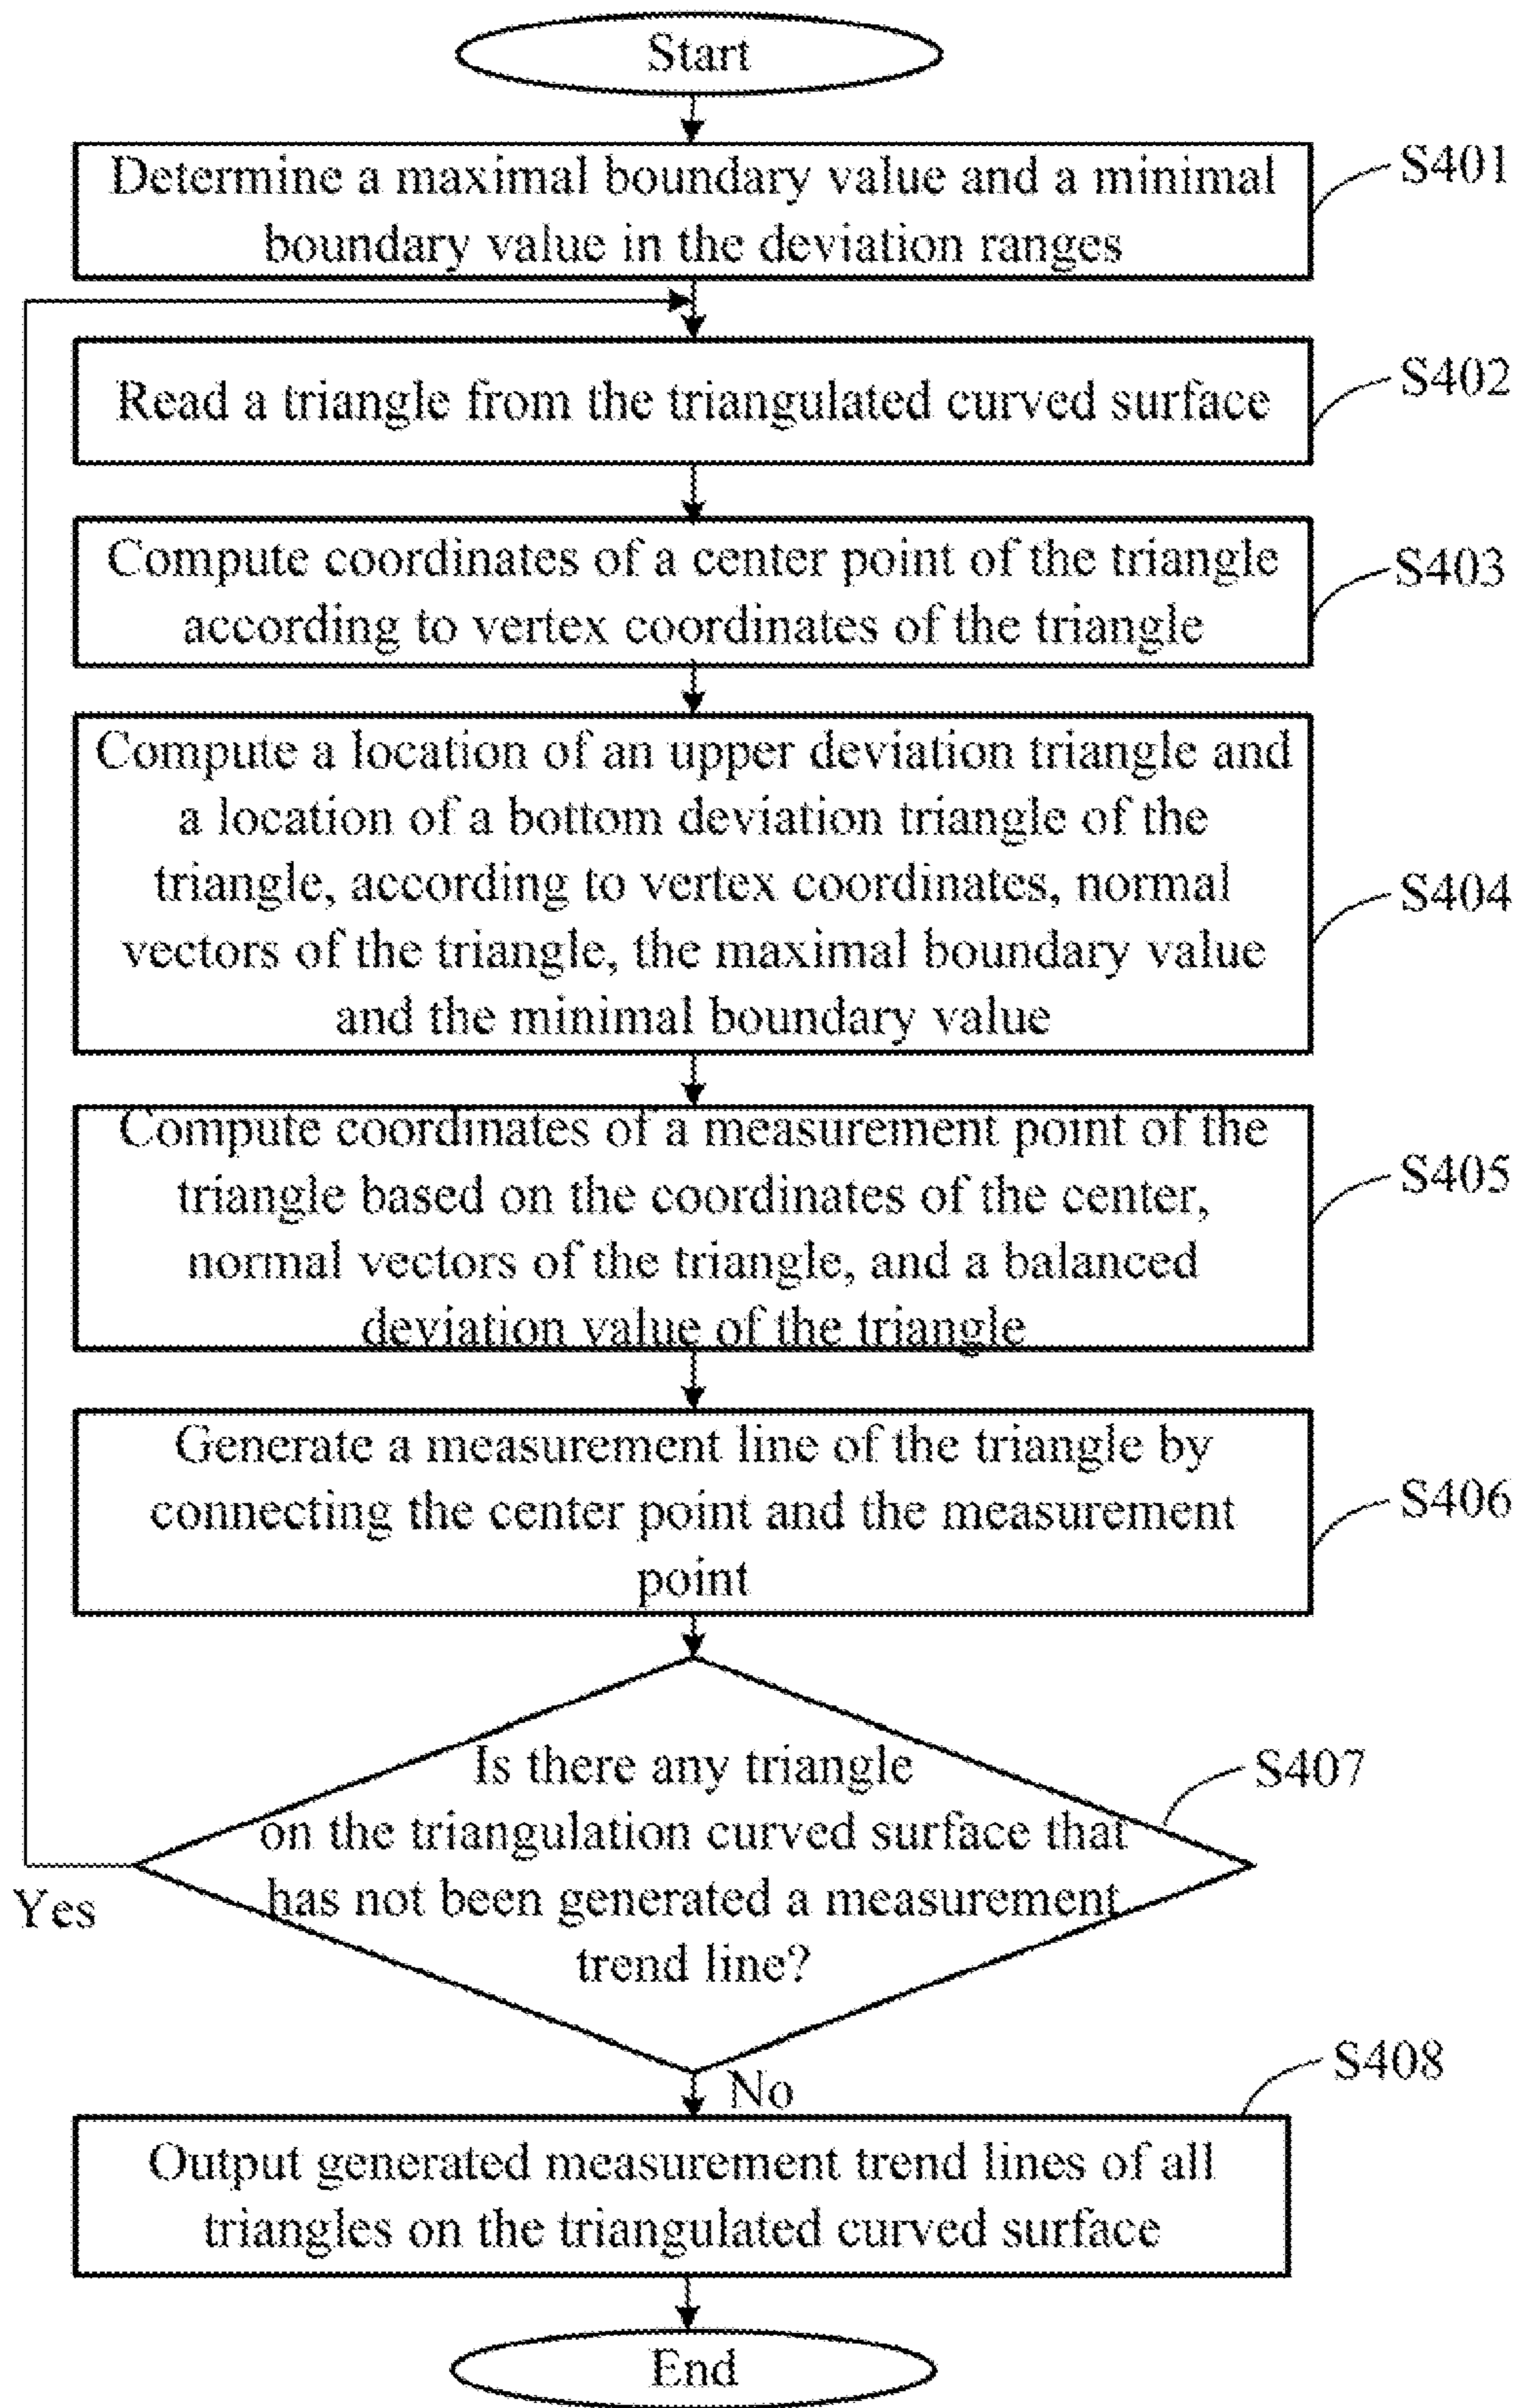 Start
Determine a maximal boundary value and a minimal
boundary value in the deviation ranges
S401
Read a triangle from the triangulated curved surface
S402
Compute coordinates of a center point of the triangle
according to vertex coordinates of the triangle
S403
Compute a location of an upper deviation triangle and
a location of a bottom deviation triangle of the
triangle, according to vertex coordinates, normal
vectors of the triangle, the maximal boundary value
and the minimal boundary value
S404
Compute coordinates of a measurement point of the
triangle based on the coordinates of the center,
normal vectors of the triangle, and a balanced
deviation value of the triangle
S405
Generate a measurement line of the triangle by
connecting the center point and the measurement
point
S406
Is there any triangle
on the triangulation curved surface that
has not been generated a measurement
trend line?
S407
Yes
No
S408
Output generated measurement trend lines of all
triangles on the triangulated curved surface
End